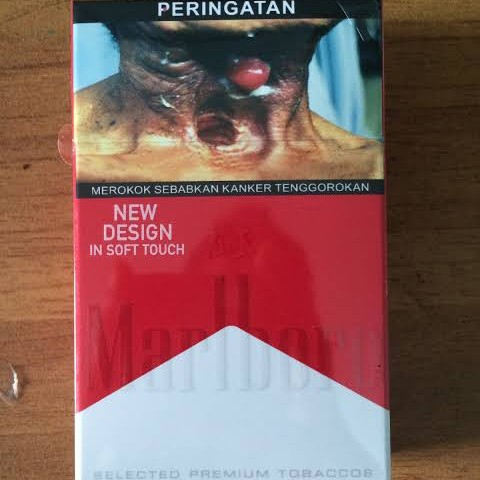 PERINGATAN
MEROKOK SEBABKAN KANKER TENGGOROKAN
NEW
DESIGN
IN SOFT TOUCH
Marlboro
SELECTED PREMIUM TOBACCOS